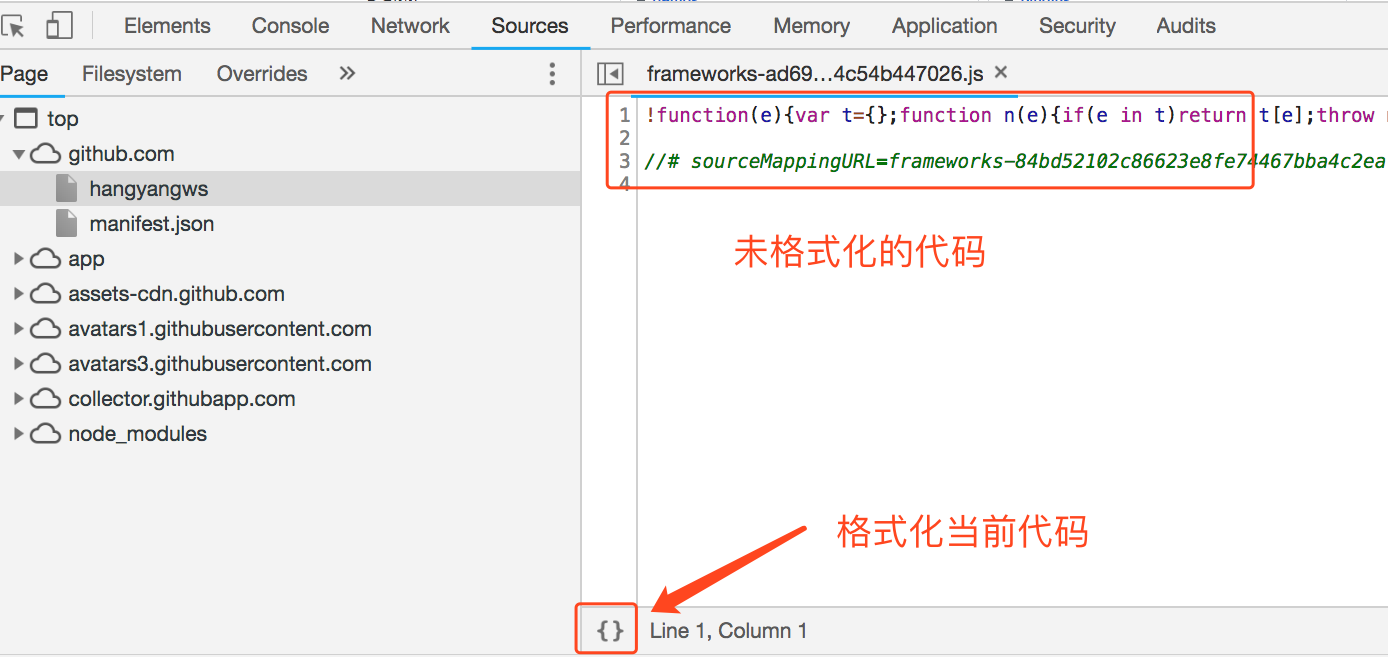 Elements Console Network Sources Performance Memory Application Security Audits
Page Filesystem Overrides »
frameworks-ad69...4c54b447026.js ×
top
github.com
hangyangws
manifest.json
app
assets-cdn.github.com
avatars1.githubusercontent.com
avatars3.githubusercontent.com
collector.githubapp.com
node_modules
1 !function(e){var t={};function n(e){if(e in t)return t[e];throw
2
3 //# sourceMappingURL=frameworks-84bd52102c86623e8fe74467bba4c2ea
4
未格式化的代码
格式化当前代码
{} Line 1, Column 1